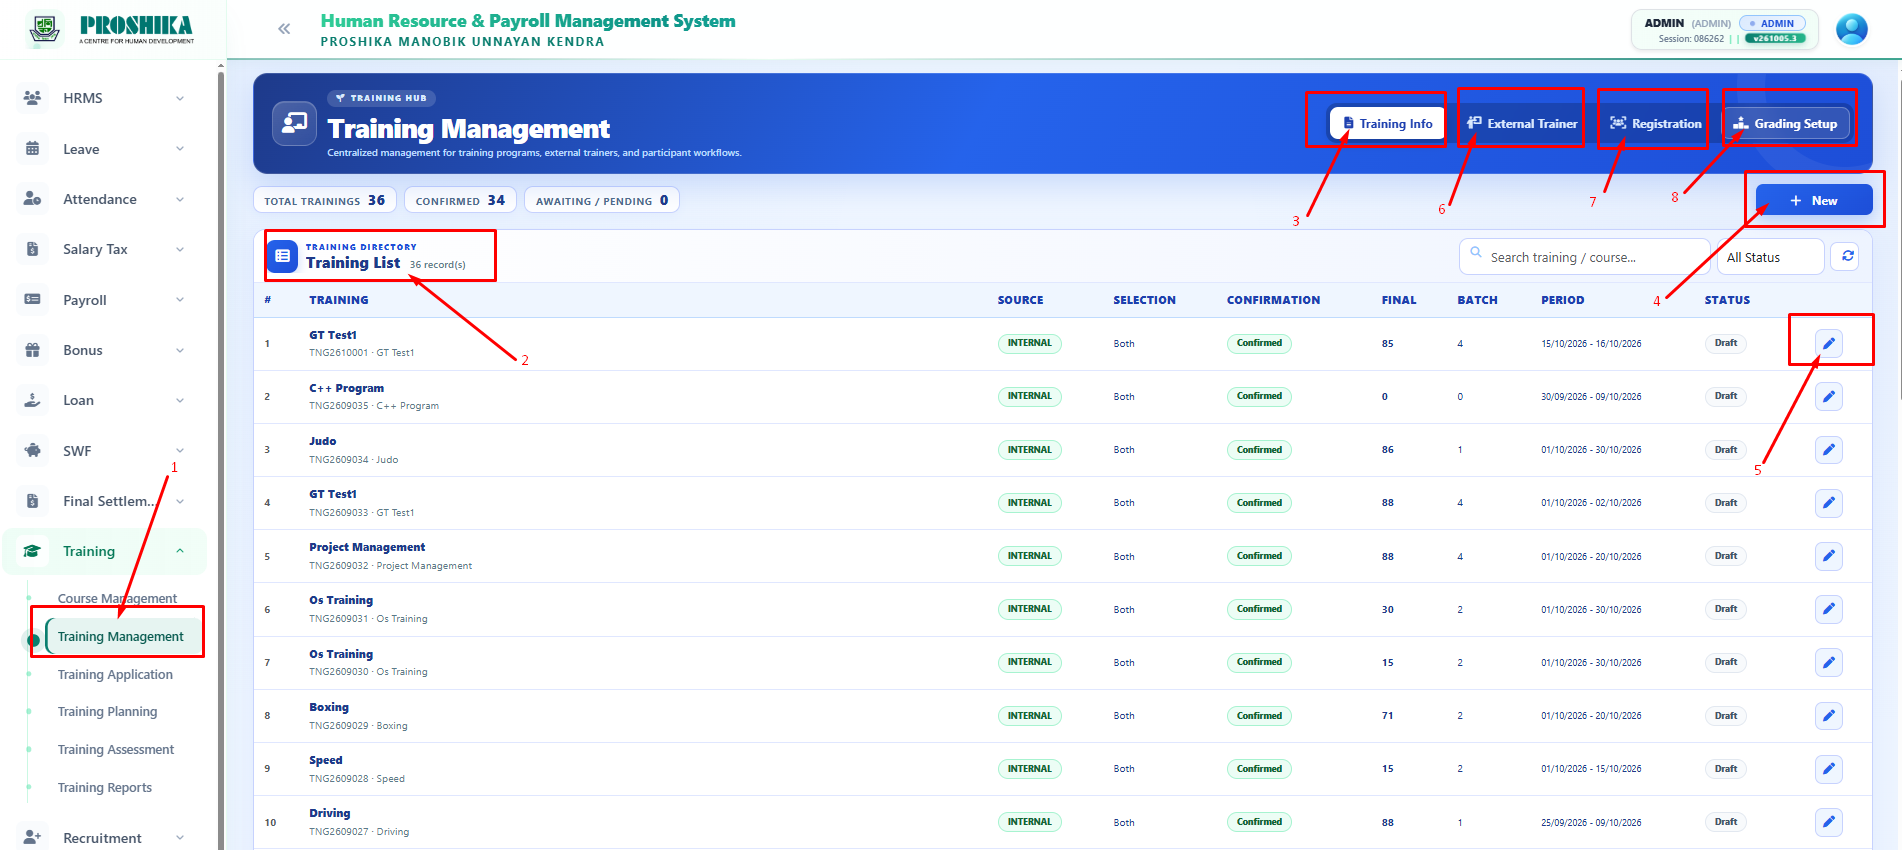 PROSHIKA
A CENTRE FOR HUMAN DEVELOPMENT
Human Resource & Payroll Management System
PROSHIKA MANOBIK UNNAYAN KENDRA
ADMIN (ADMIN) ADMIN
Session: 086262 | | v261005.3
HRMS
Leave
Attendance
Salary Tax
Payroll
Bonus
Loan
SWF
1
Final Settlem...
Training
Course Management
Training Management
Training Application
Training Planning
Training Assessment
Training Reports
Recruitment
TRAINING HUB
Training Management
Centralized management for training programs, external trainers, and participant workflows.
Training Info
External Trainer
Registration
Grading Setup
3
6
7
8
TOTAL TRAININGS 36
CONFIRMED 34
AWAITING / PENDING 0
+ New
TRAINING DIRECTORY
Training List 36 record(s)
Search training / course...
All Status
2
4
5
# TRAINING SOURCE SELECTION CONFIRMATION FINAL BATCH PERIOD STATUS
1 GT Test1 INTERNAL Both Confirmed 85 4 15/10/2026 - 16/10/2026 Draft
TNG2610001 · GT Test1
2 C++ Program INTERNAL Both Confirmed 0 0 30/09/2026 - 09/10/2026 Draft
TNG2609035 · C++ Program
3 Judo INTERNAL Both Confirmed 86 1 01/10/2026 - 30/10/2026 Draft
TNG2609034 · Judo
4 GT Test1 INTERNAL Both Confirmed 88 4 01/10/2026 - 02/10/2026 Draft
TNG2609033 · GT Test1
5 Project Management INTERNAL Both Confirmed 88 4 01/10/2026 - 20/10/2026 Draft
TNG2609032 · Project Management
6 Os Training INTERNAL Both Confirmed 30 2 01/10/2026 - 30/10/2026 Draft
TNG2609031 · Os Training
7 Os Training INTERNAL Both Confirmed 15 2 01/10/2026 - 30/10/2026 Draft
TNG2609030 · Os Training
8 Boxing INTERNAL Both Confirmed 71 2 01/10/2026 - 20/10/2026 Draft
TNG2609029 · Boxing
9 Speed INTERNAL Both Confirmed 15 2 01/10/2026 - 15/10/2026 Draft
TNG2609028 · Speed
10 Driving INTERNAL Both Confirmed 88 1 25/09/2026 - 09/10/2026 Draft
TNG2609027 · Driving